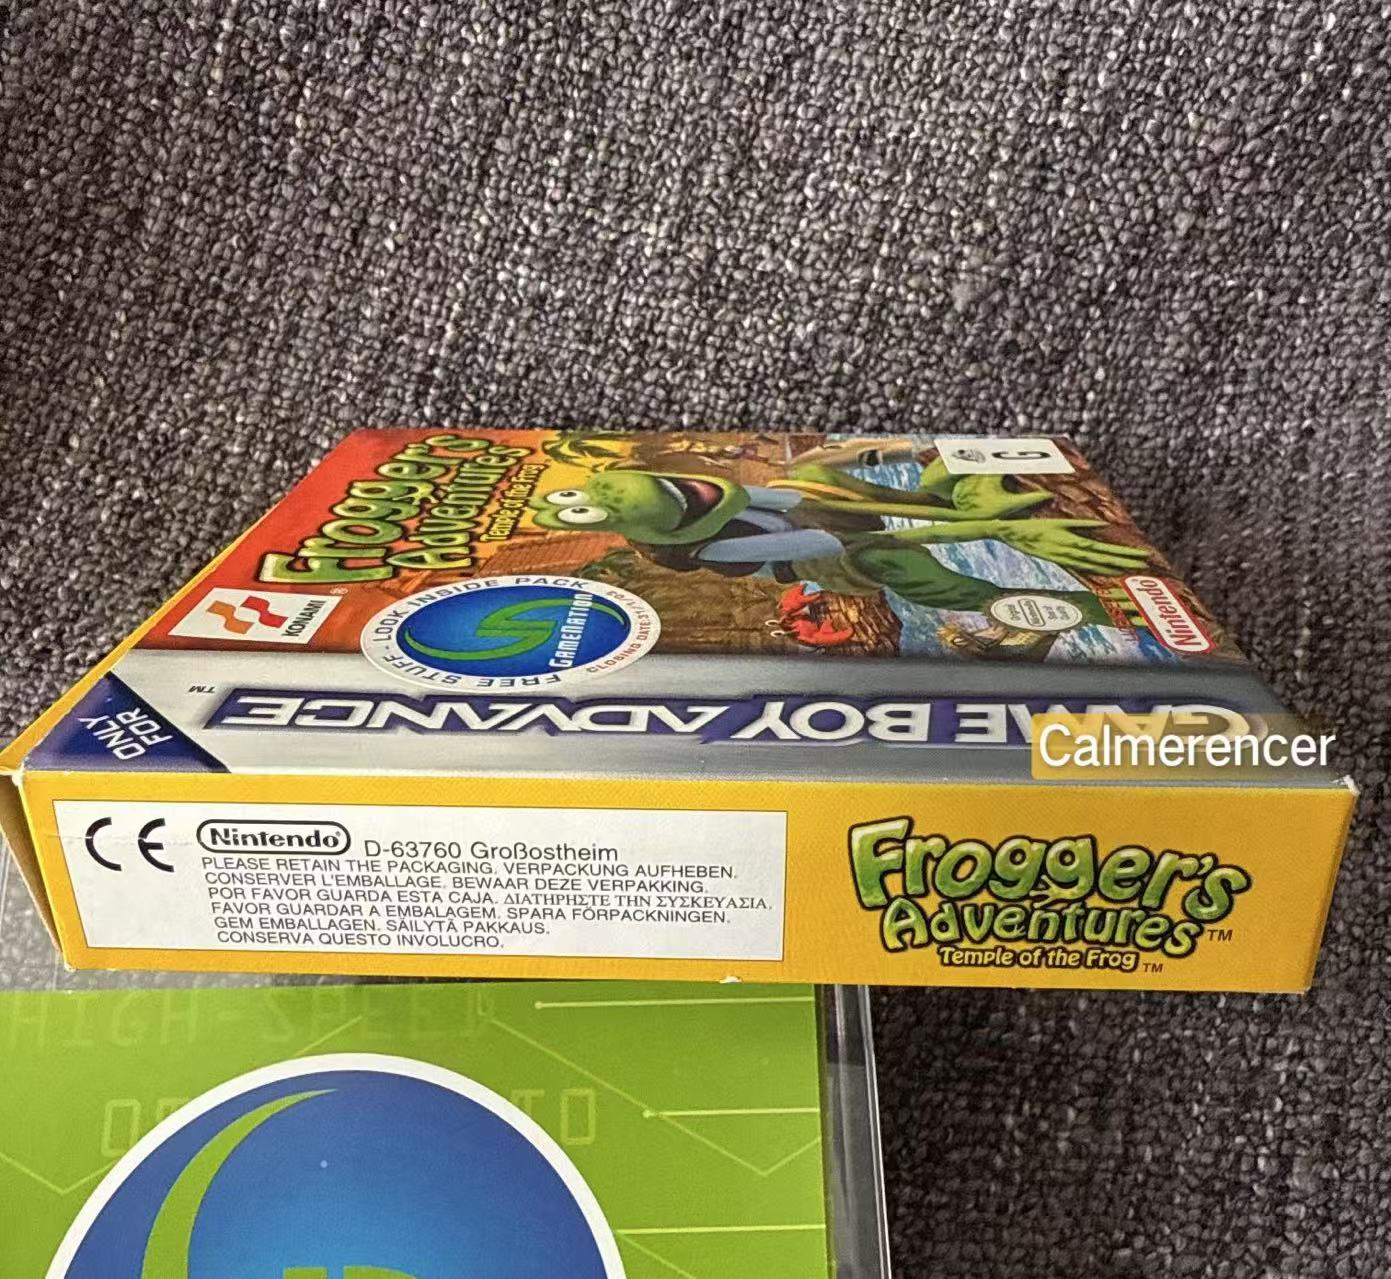 Frogger's
Adventures
Temple of the Frog
KONAMI ®
FREE STUFF - LOOK INSIDE PACK
GAMENATION
G
Nintendo
ONLY
FOR
GAME BOY ADVANCE ™
Calmerencer
CE
Nintendo® D-63760 Großostheim
PLEASE RETAIN THE PACKAGING. VERPACKUNG AUFHEBEN.
CONSERVER L'EMBALLAGE. BEWAAR DEZE VERPAKKING.
POR FAVOR GUARDA ESTA CAJA. ΔΙΑΤΗΡΗΣΤΕ ΤΗΝ ΣΥΣΚΕΥΑΣΙΑ.
FAVOR GUARDAR A EMBALAGEM. SPARA FÖRPACKNINGEN.
GEM EMBALLAGEN. SÄILYTÄ PAKKAUS.
CONSERVA QUESTO INVOLUCRO.
Frogger's
Adventures™
Temple of the Frog™
HIGH-SPEED